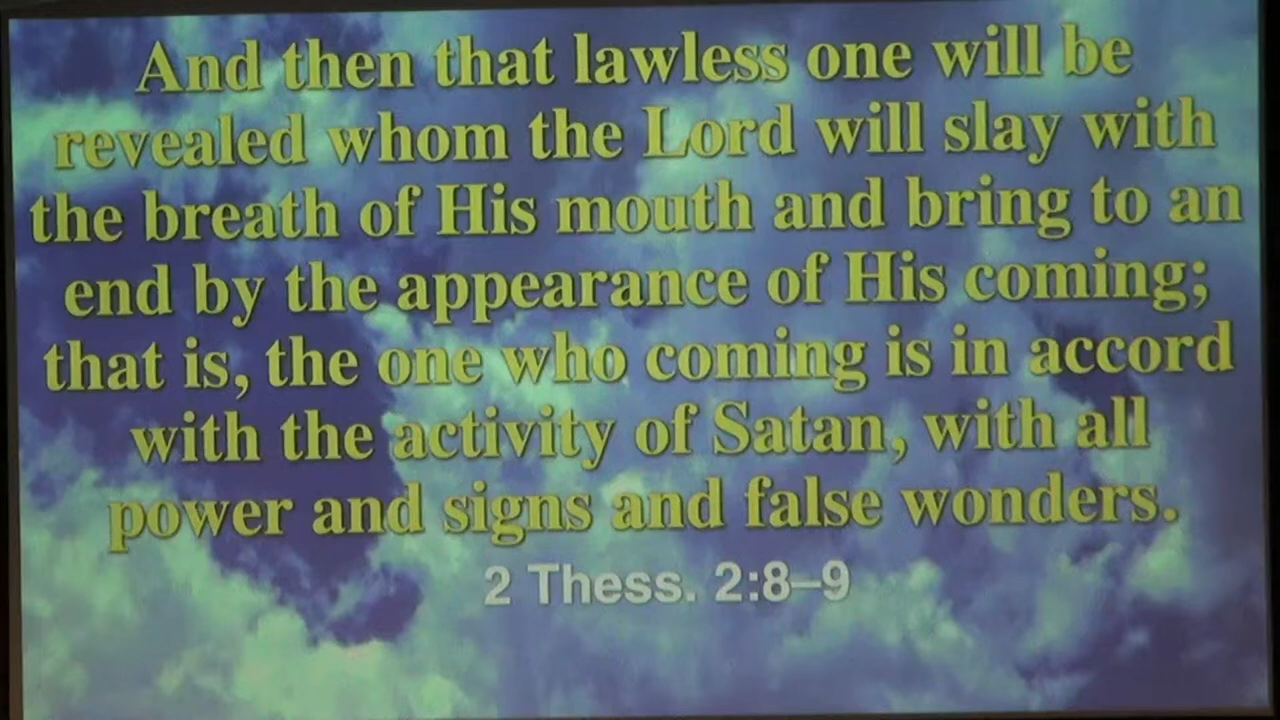 And then that lawless one will be
revealed whom the Lord will slay with
the breath of His mouth and bring to an
end by the appearance of His coming;
that is, the one who coming is in accord
with the activity of Satan, with all
power and signs and false wonders.
2 Thess. 2:8–9